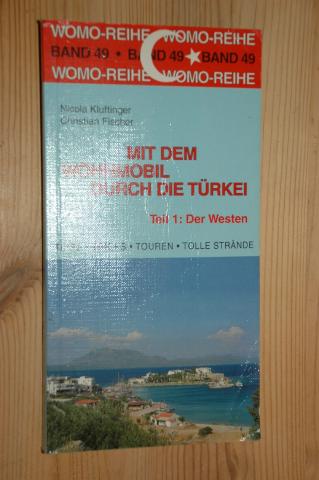 WOMO-REIHE WOMO-REIHE
BAND 49 • BAND 49 • BAND 49
WOMO-REIHE WOMO-REIHE
Nicola Kluftinger
Christian Fischer
MIT DEM
WOHNMOBIL
DURCH DIE TÜRKEI
Teil 1: Der Westen
• TOUREN • TOLLE STRÄNDE